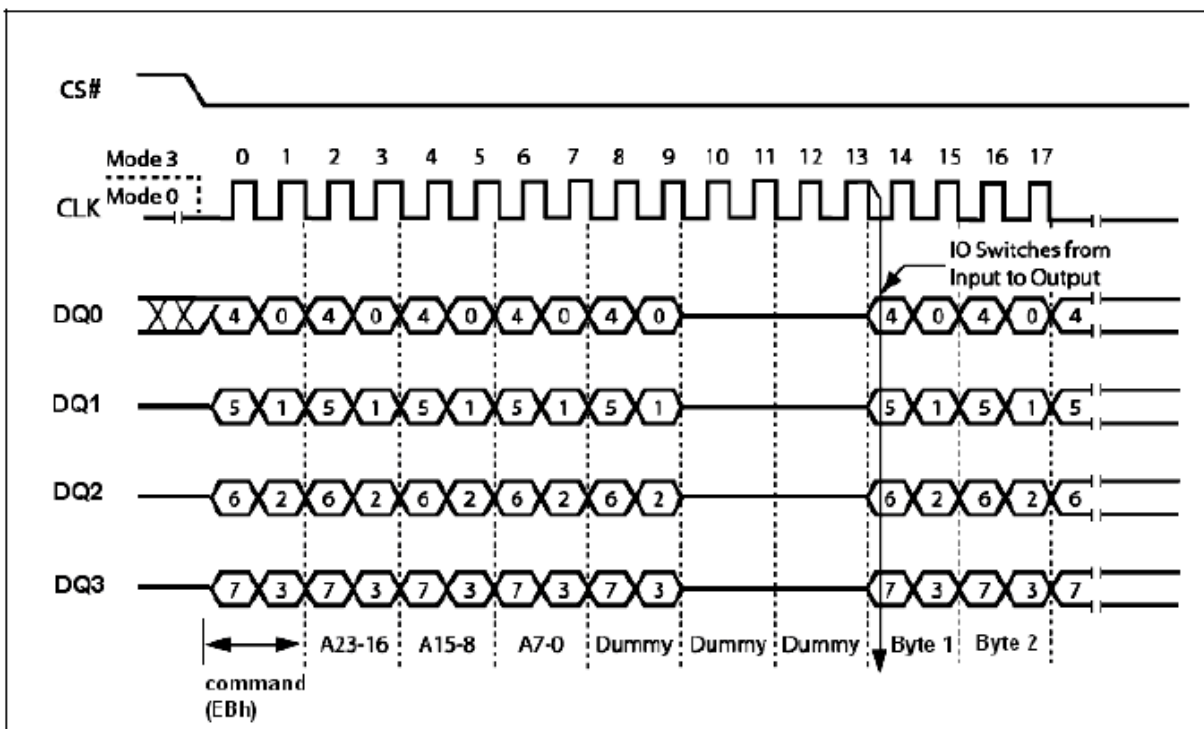 CS#
Mode 3
0 1 2 3 4 5 6 7 8 9 10 11 12 13 14 15 16 17
Mode 0
CLK
IO Switches from
Input to Output
DQ0 4 0 4 0 4 0 4 0 4 0 4 0 4 0 4
DQ1 5 1 5 1 5 1 5 1 5 1 5 1 5 1 5
DQ2 6 2 6 2 6 2 6 2 6 2 6 2 6 2 6
DQ3 7 3 7 3 7 3 7 3 7 3 7 3 7 3 7
A23-16 A15-8 A7-0 Dummy Dummy Dummy Byte 1 Byte 2
command
(EBh)